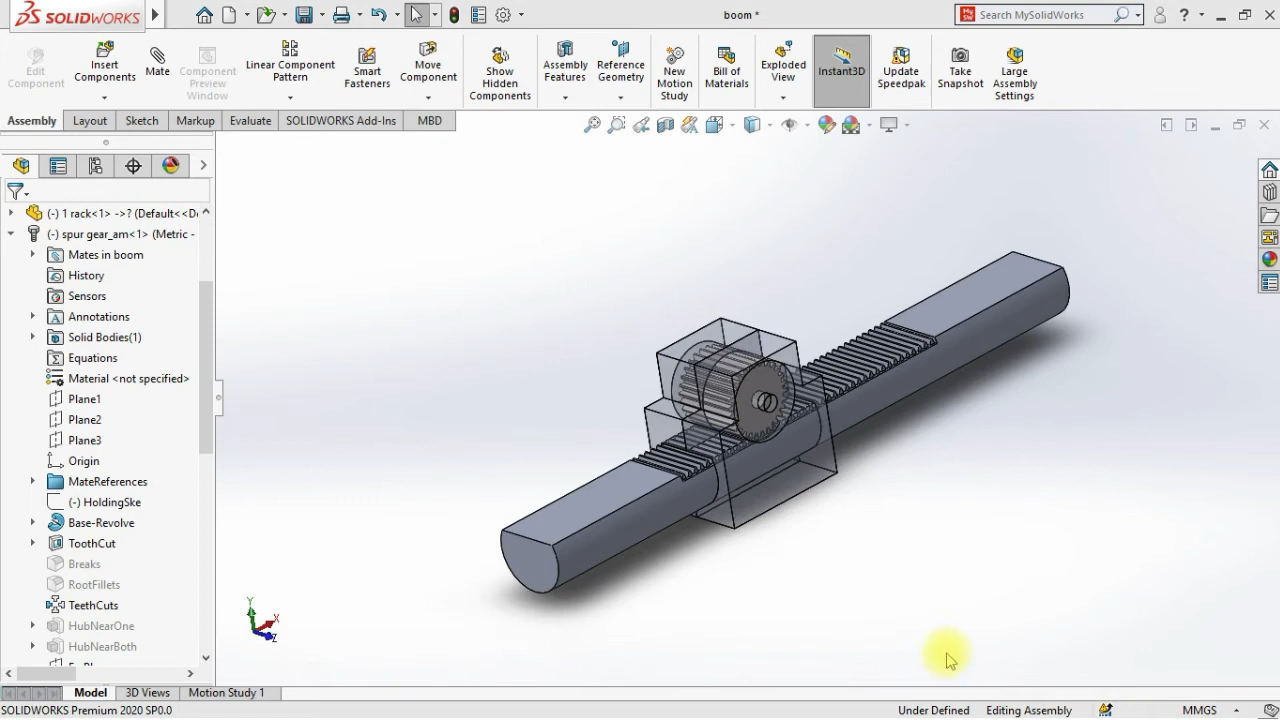 SOLIDWORKS
boom *
Search MySolidWorks
?
Edit Component
Insert Components
Mate
Component Preview Window
Linear Component Pattern
Smart Fasteners
Move Component
Show Hidden Components
Assembly Features
Reference Geometry
New Motion Study
Bill of Materials
Exploded View
Instant3D
Update Speedpak
Take Snapshot
Large Assembly Settings
Assembly
Layout
Sketch
Markup
Evaluate
SOLIDWORKS Add-Ins
MBD
(-) 1 rack<1> ->? (Default<<De
(-) spur gear_am<1> (Metric -
Mates in boom
History
Sensors
Annotations
Solid Bodies(1)
Equations
Material <not specified>
Plane1
Plane2
Plane3
Origin
MateReferences
(-) HoldingSke
Base-Revolve
ToothCut
Breaks
RootFillets
TeethCuts
HubNearOne
HubNearBoth
Y
X
Z
Model
3D Views
Motion Study 1
SOLIDWORKS Premium 2020 SP0.0
Under Defined
Editing Assembly
MMGS